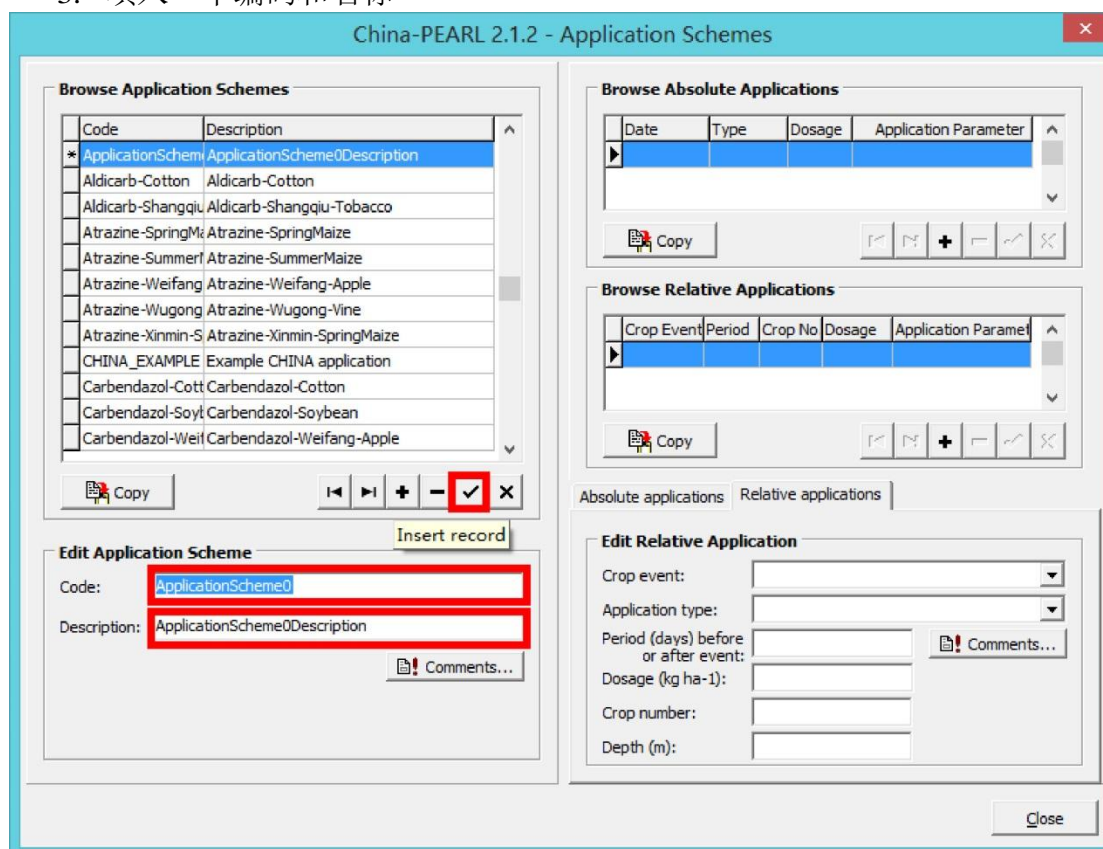 China-PEARL 2.1.2 - Application Schemes
Browse Application Schemes
Code Description
ApplicationSchem ApplicationScheme0Description
Aldicarb-Cotton Aldicarb-Cotton
Aldicarb-Shangqiu Aldicarb-Shangqiu-Tobacco
Atrazine-SpringMa Atrazine-SpringMaize
Atrazine-SummerM Atrazine-SummerMaize
Atrazine-Weifang Atrazine-Weifang-Apple
Atrazine-Wugong Atrazine-Wugong-Vine
Atrazine-Xinmin-S Atrazine-Xinmin-SpringMaize
CHINA_EXAMPLE Example CHINA application
Carbendazol-Cott Carbendazol-Cotton
Carbendazol-Soyb Carbendazol-Soybean
Carbendazol-Weif Carbendazol-Weifang-Apple
Copy
Insert record
Edit Application Scheme
Code: ApplicationScheme0
Description: ApplicationScheme0Description
Comments...
Browse Absolute Applications
Date Type Dosage Application Parameter
Copy
Browse Relative Applications
Crop Event Period Crop No Dosage Application Paramet
Copy
Absolute applications Relative applications
Edit Relative Application
Crop event:
Application type:
Period (days) before
or after event:
Comments...
Dosage (kg ha-1):
Crop number:
Depth (m):
Close